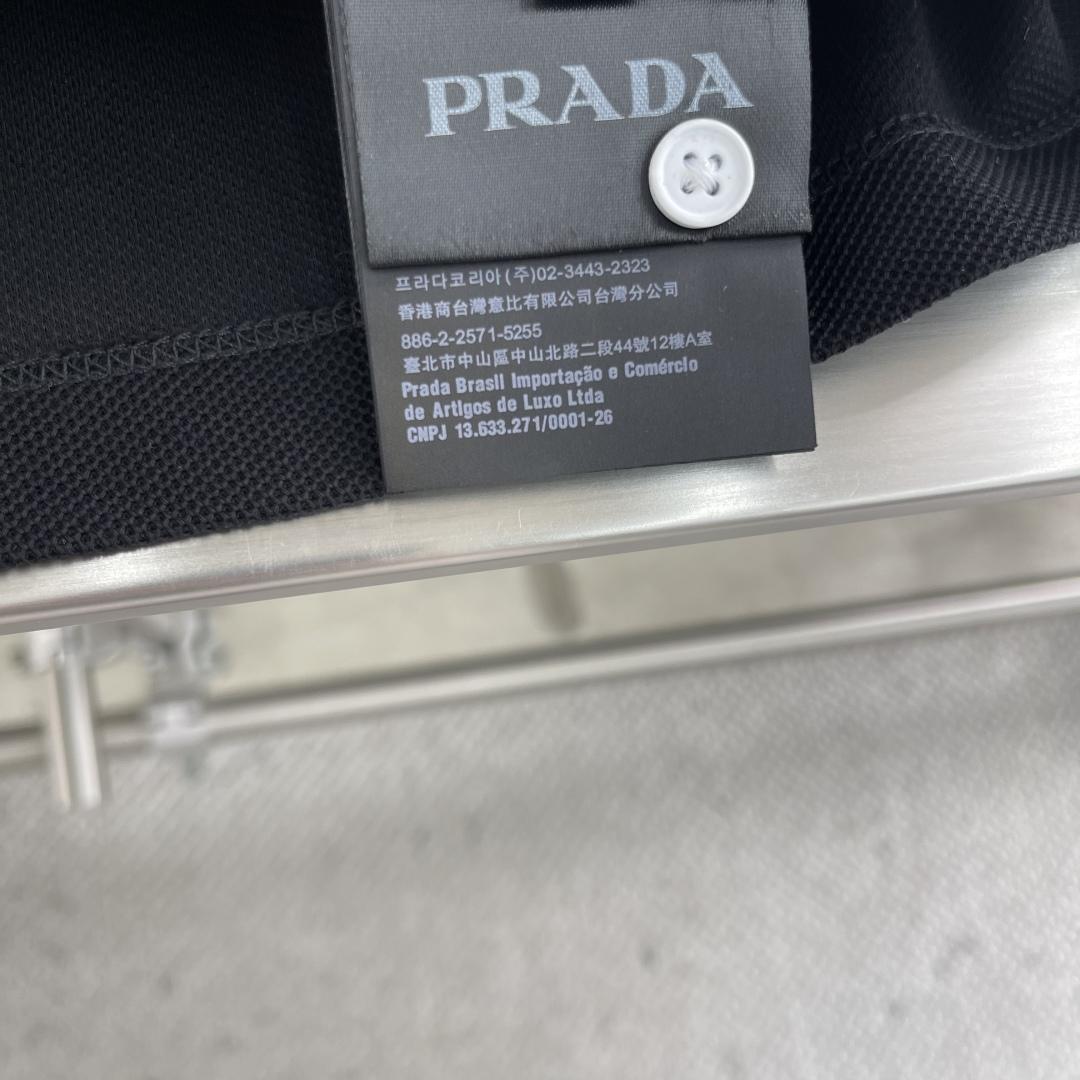 PRADA
프라다코리아(주)02-3443-2323
香港商台灣意比有限公司台灣分公司
886-2-2571-5255
臺北市中山區中山北路二段44號12樓A室
Prada Brasil Importação e Comércio
de Artigos de Luxo Ltda
CNPJ 13.633.271/0001-26